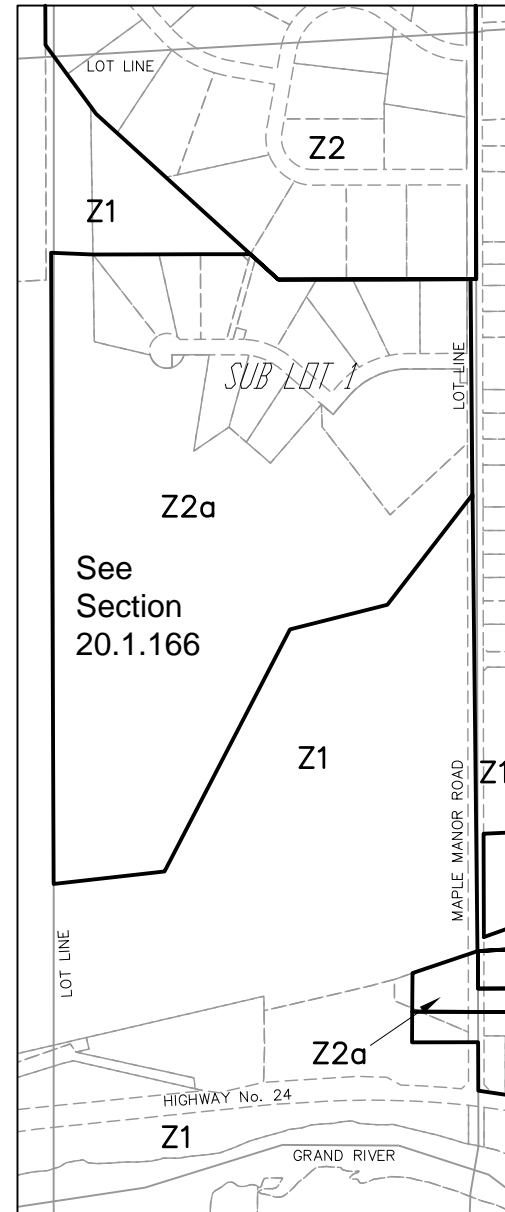 LOT LINE
Z2
Z1
SUB LOT 1
LOT LINE
Z2a
See
Section
20.1.166
Z1
Z1
MAPLE MANOR ROAD
LOT LINE
Z2a
HIGHWAY No. 24
Z1
GRAND RIVER